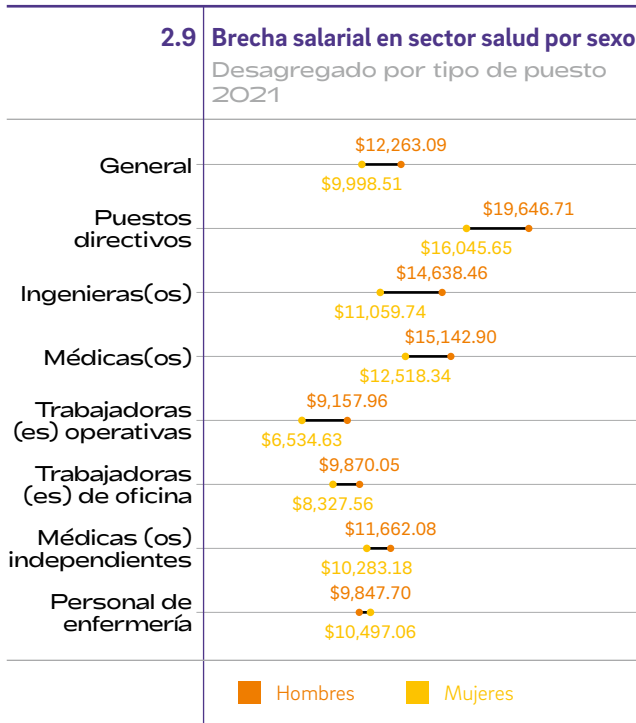 2.9 Brecha salarial en sector salud por sexo
Desagregado por tipo de puesto
2021
General
$12,263.09
$9,998.51
Puestos
directivos
$19,646.71
$16,045.65
Ingenieras(os)
$14,638.46
$11,059.74
Médicas(os)
$15,142.90
$12,518.34
Trabajadoras
(es) operativas
$9,157.96
$6,534.63
Trabajadoras
(es) de oficina
$9,870.05
$8,327.56
Médicas (os)
independientes
$11,662.08
$10,283.18
Personal de
enfermería
$9,847.70
$10,497.06
Hombres
Mujeres